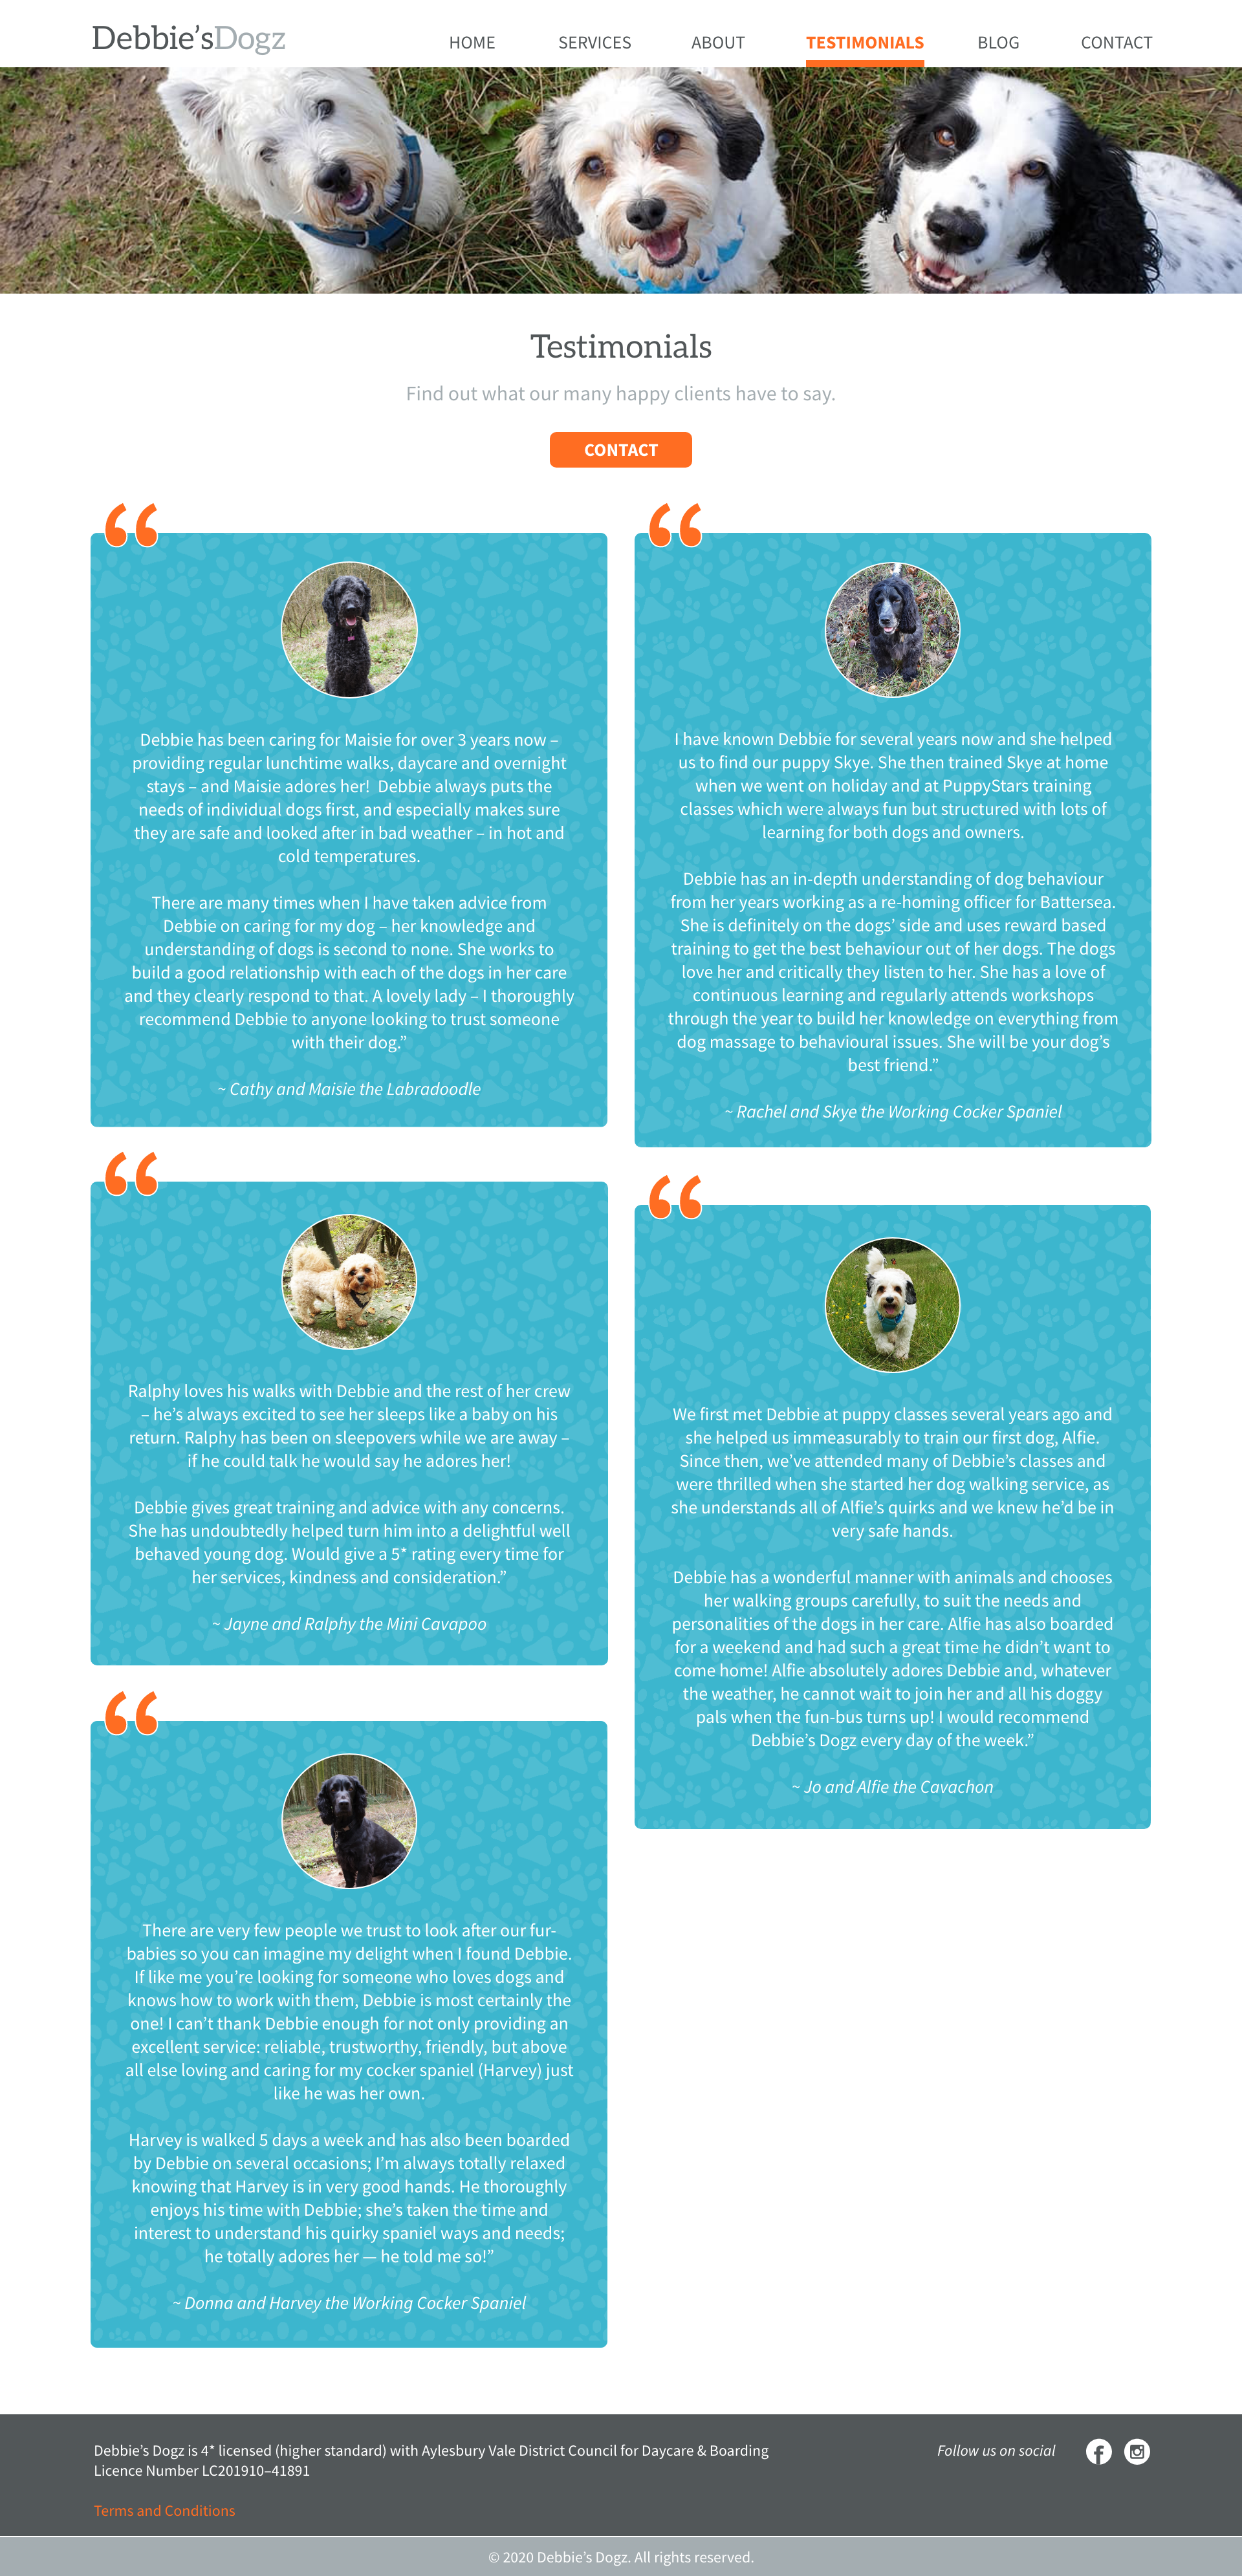 Debbie’sDogz
HOME
SERVICES
ABOUT
TESTIMONIALS
BLOG
CONTACT
Testimonials
Find out what our many happy clients have to say.
CONTACT
“
Debbie has been caring for Maisie for over 3 years now –
providing regular lunchtime walks, daycare and overnight
stays – and Maisie adores her!  Debbie always puts the
needs of individual dogs first, and especially makes sure
they are safe and looked after in bad weather – in hot and
cold temperatures.
There are many times when I have taken advice from
Debbie on caring for my dog – her knowledge and
understanding of dogs is second to none. She works to
build a good relationship with each of the dogs in her care
and they clearly respond to that. A lovely lady – I thoroughly
recommend Debbie to anyone looking to trust someone
with their dog.”
~ Cathy and Maisie the Labradoodle
“
I have known Debbie for several years now and she helped
us to find our puppy Skye. She then trained Skye at home
when we went on holiday and at PuppyStars training
classes which were always fun but structured with lots of
learning for both dogs and owners.
Debbie has an in-depth understanding of dog behaviour
from her years working as a re-homing officer for Battersea.
She is definitely on the dogs’ side and uses reward based
training to get the best behaviour out of her dogs. The dogs
love her and critically they listen to her. She has a love of
continuous learning and regularly attends workshops
through the year to build her knowledge on everything from
dog massage to behavioural issues. She will be your dog’s
best friend.”
~ Rachel and Skye the Working Cocker Spaniel
“
Ralphy loves his walks with Debbie and the rest of her crew
– he’s always excited to see her sleeps like a baby on his
return. Ralphy has been on sleepovers while we are away –
if he could talk he would say he adores her!
Debbie gives great training and advice with any concerns.
She has undoubtedly helped turn him into a delightful well
behaved young dog. Would give a 5* rating every time for
her services, kindness and consideration.”
~ Jayne and Ralphy the Mini Cavapoo
“
We first met Debbie at puppy classes several years ago and
she helped us immeasurably to train our first dog, Alfie.
Since then, we’ve attended many of Debbie’s classes and
were thrilled when she started her dog walking service, as
she understands all of Alfie’s quirks and we knew he’d be in
very safe hands.
Debbie has a wonderful manner with animals and chooses
her walking groups carefully, to suit the needs and
personalities of the dogs in her care. Alfie has also boarded
for a weekend and had such a great time he didn’t want to
come home! Alfie absolutely adores Debbie and, whatever
the weather, he cannot wait to join her and all his doggy
pals when the fun-bus turns up! I would recommend
Debbie’s Dogz every day of the week.”
~ Jo and Alfie the Cavachon
“
There are very few people we trust to look after our fur-
babies so you can imagine my delight when I found Debbie.
If like me you’re looking for someone who loves dogs and
knows how to work with them, Debbie is most certainly the
one! I can’t thank Debbie enough for not only providing an
excellent service: reliable, trustworthy, friendly, but above
all else loving and caring for my cocker spaniel (Harvey) just
like he was her own.
Harvey is walked 5 days a week and has also been boarded
by Debbie on several occasions; I’m always totally relaxed
knowing that Harvey is in very good hands. He thoroughly
enjoys his time with Debbie; she’s taken the time and
interest to understand his quirky spaniel ways and needs;
he totally adores her — he told me so!”
~ Donna and Harvey the Working Cocker Spaniel
Debbie’s Dogz is 4* licensed (higher standard) with Aylesbury Vale District Council for Daycare & Boarding
Licence Number LC201910–41891
Follow us on social
Terms and Conditions
© 2020 Debbie’s Dogz. All rights reserved.